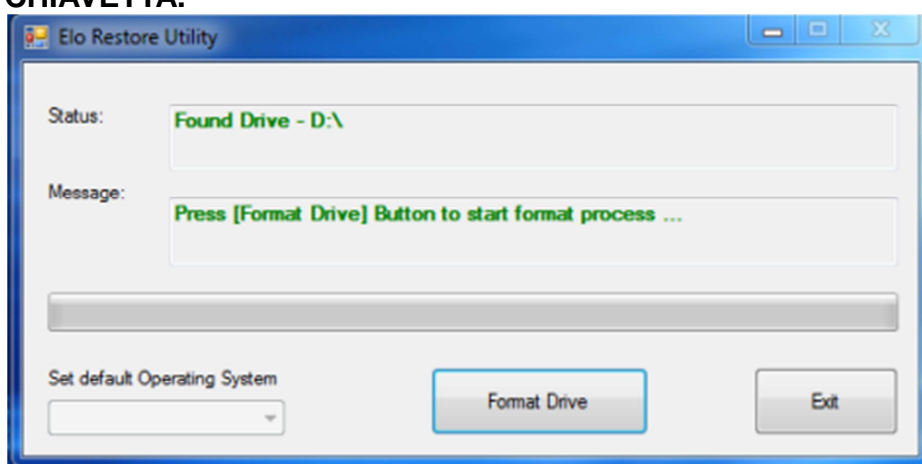 CHIAVETTA.
Elo Restore Utility
Status:
Found Drive - D:\
Message:
Press [Format Drive] Button to start format process ...
Set default Operating System
Format Drive
Exit